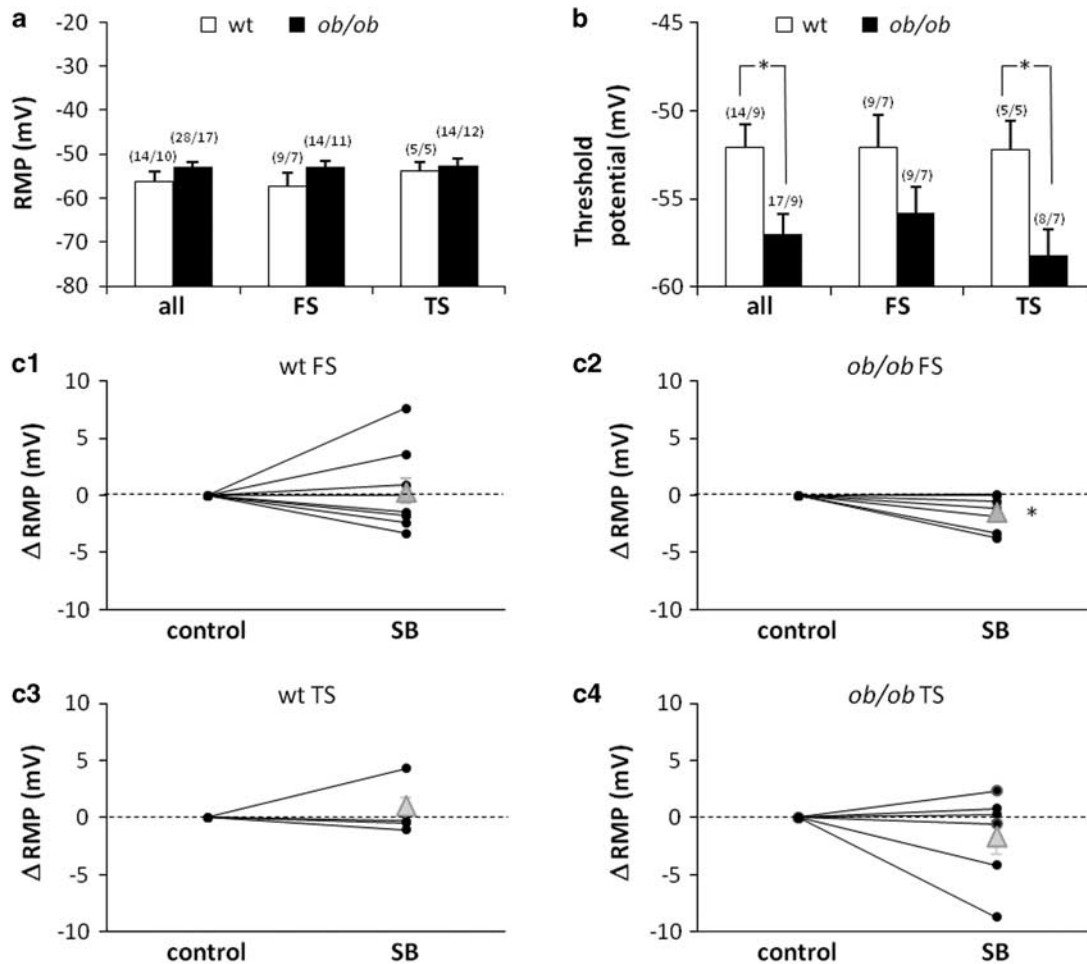 a
wt ob/ob
-20
-30
-40
-50
-60
-70
-80
RMP (mV)
(14/10) (28/17) (9/7) (14/11) (5/5) (14/12)
all FS TS
b
wt ob/ob
-45
-50
-55
-60
Threshold
potential (mV)
* *
(14/9) 17/9) (9/7) (9/7) (5/5) (8/7)
all FS TS
c1
wt FS
10
5
0
-5
-10
ΔRMP (mV)
control SB
c2
ob/ob FS
10
5
0
-5
-10
ΔRMP (mV)
*
control SB
c3
wt TS
10
5
0
-5
-10
ΔRMP (mV)
control SB
c4
ob/ob TS
10
5
0
-5
-10
ΔRMP (mV)
control SB